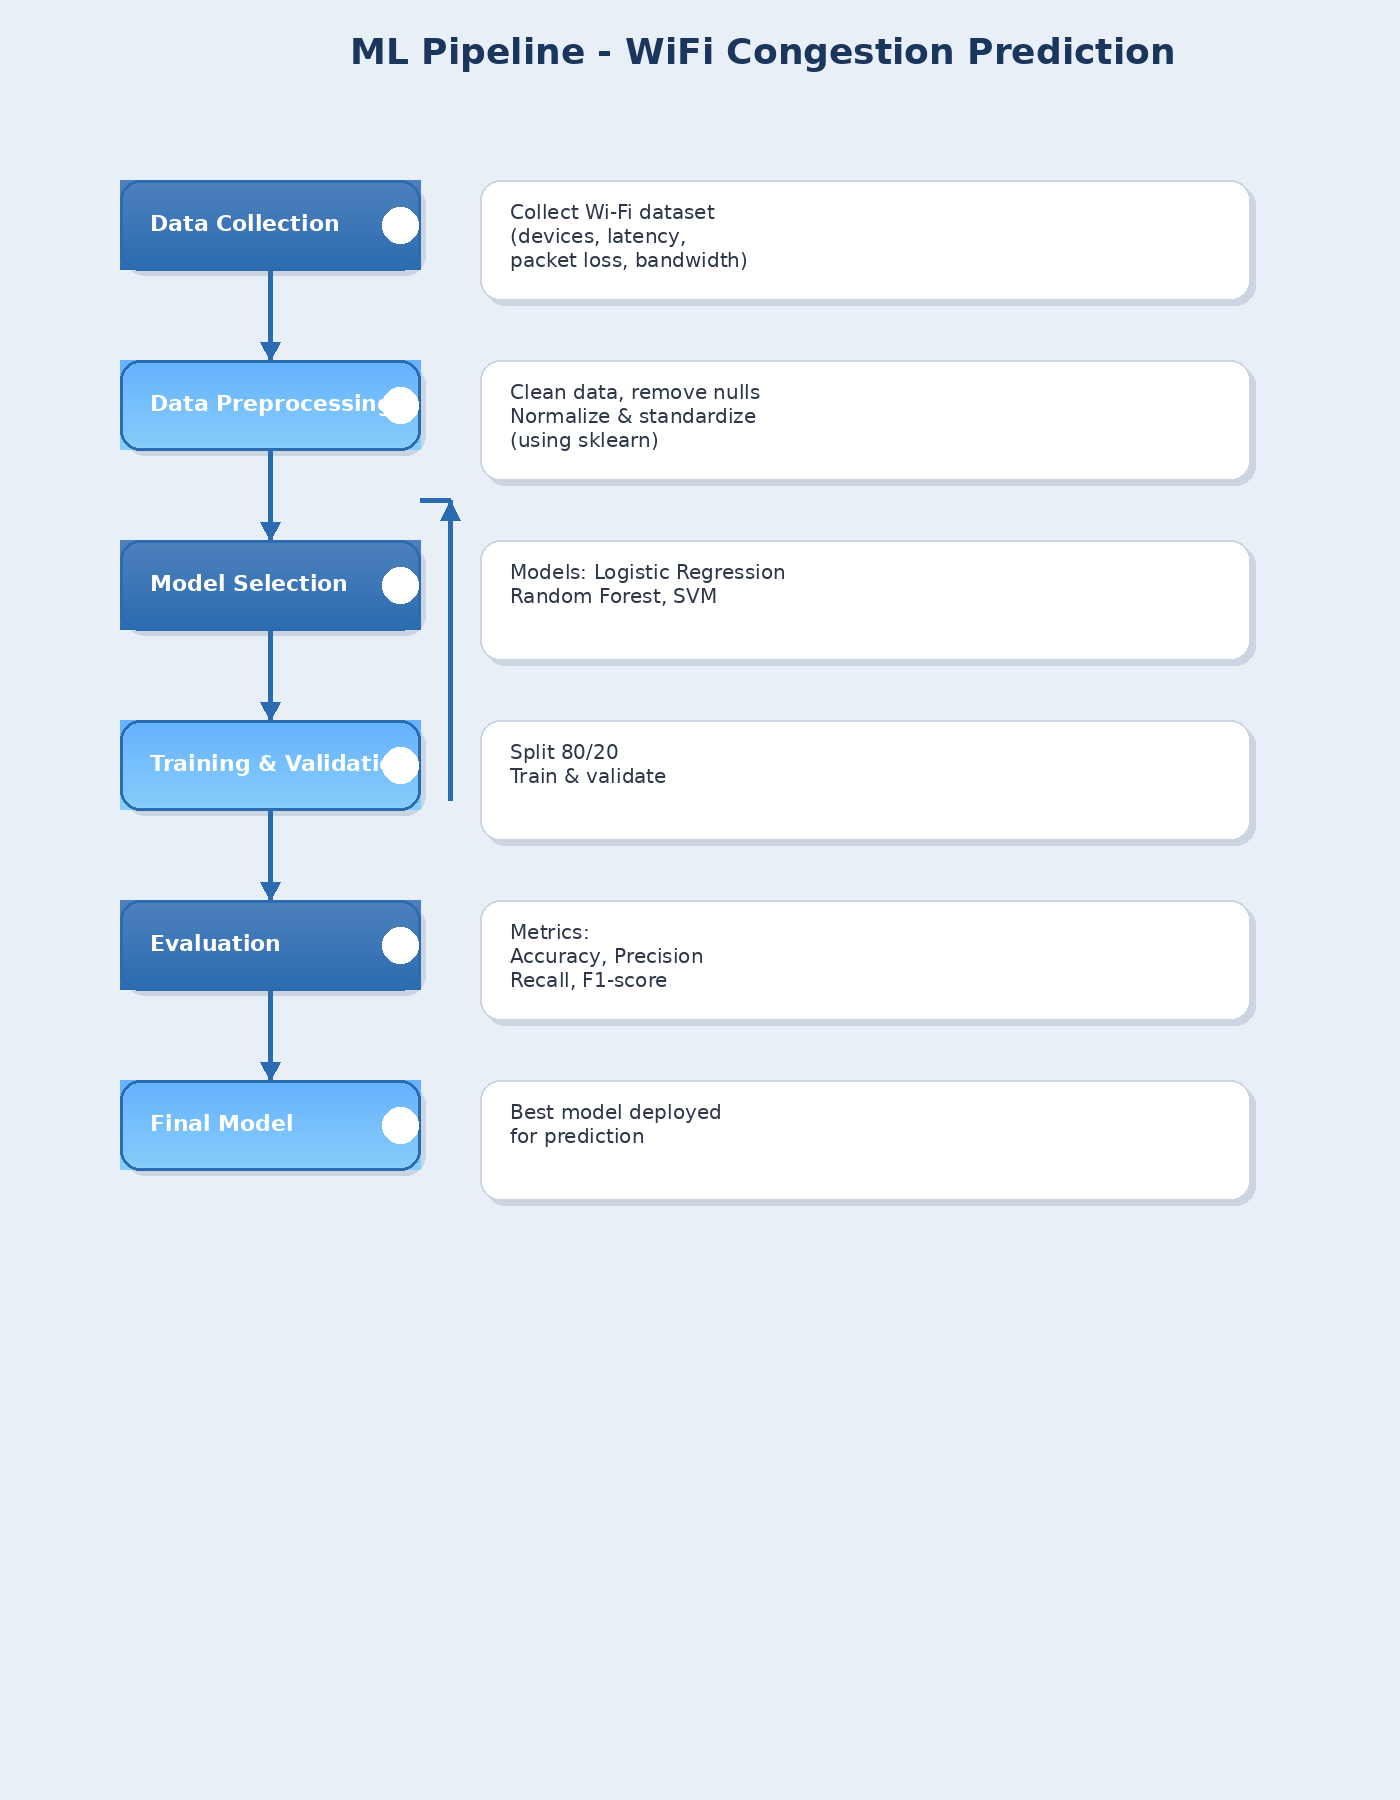 ML Pipeline - WiFi Congestion Prediction
Data Collection
Collect Wi-Fi dataset
(devices, latency,
packet loss, bandwidth)
Data Preprocessing
Clean data, remove nulls
Normalize & standardize
(using sklearn)
Model Selection
Models: Logistic Regression
Random Forest, SVM
Training & Validatio
Split 80/20
Train & validate
Evaluation
Metrics:
Accuracy, Precision
Recall, F1-score
Final Model
Best model deployed
for prediction